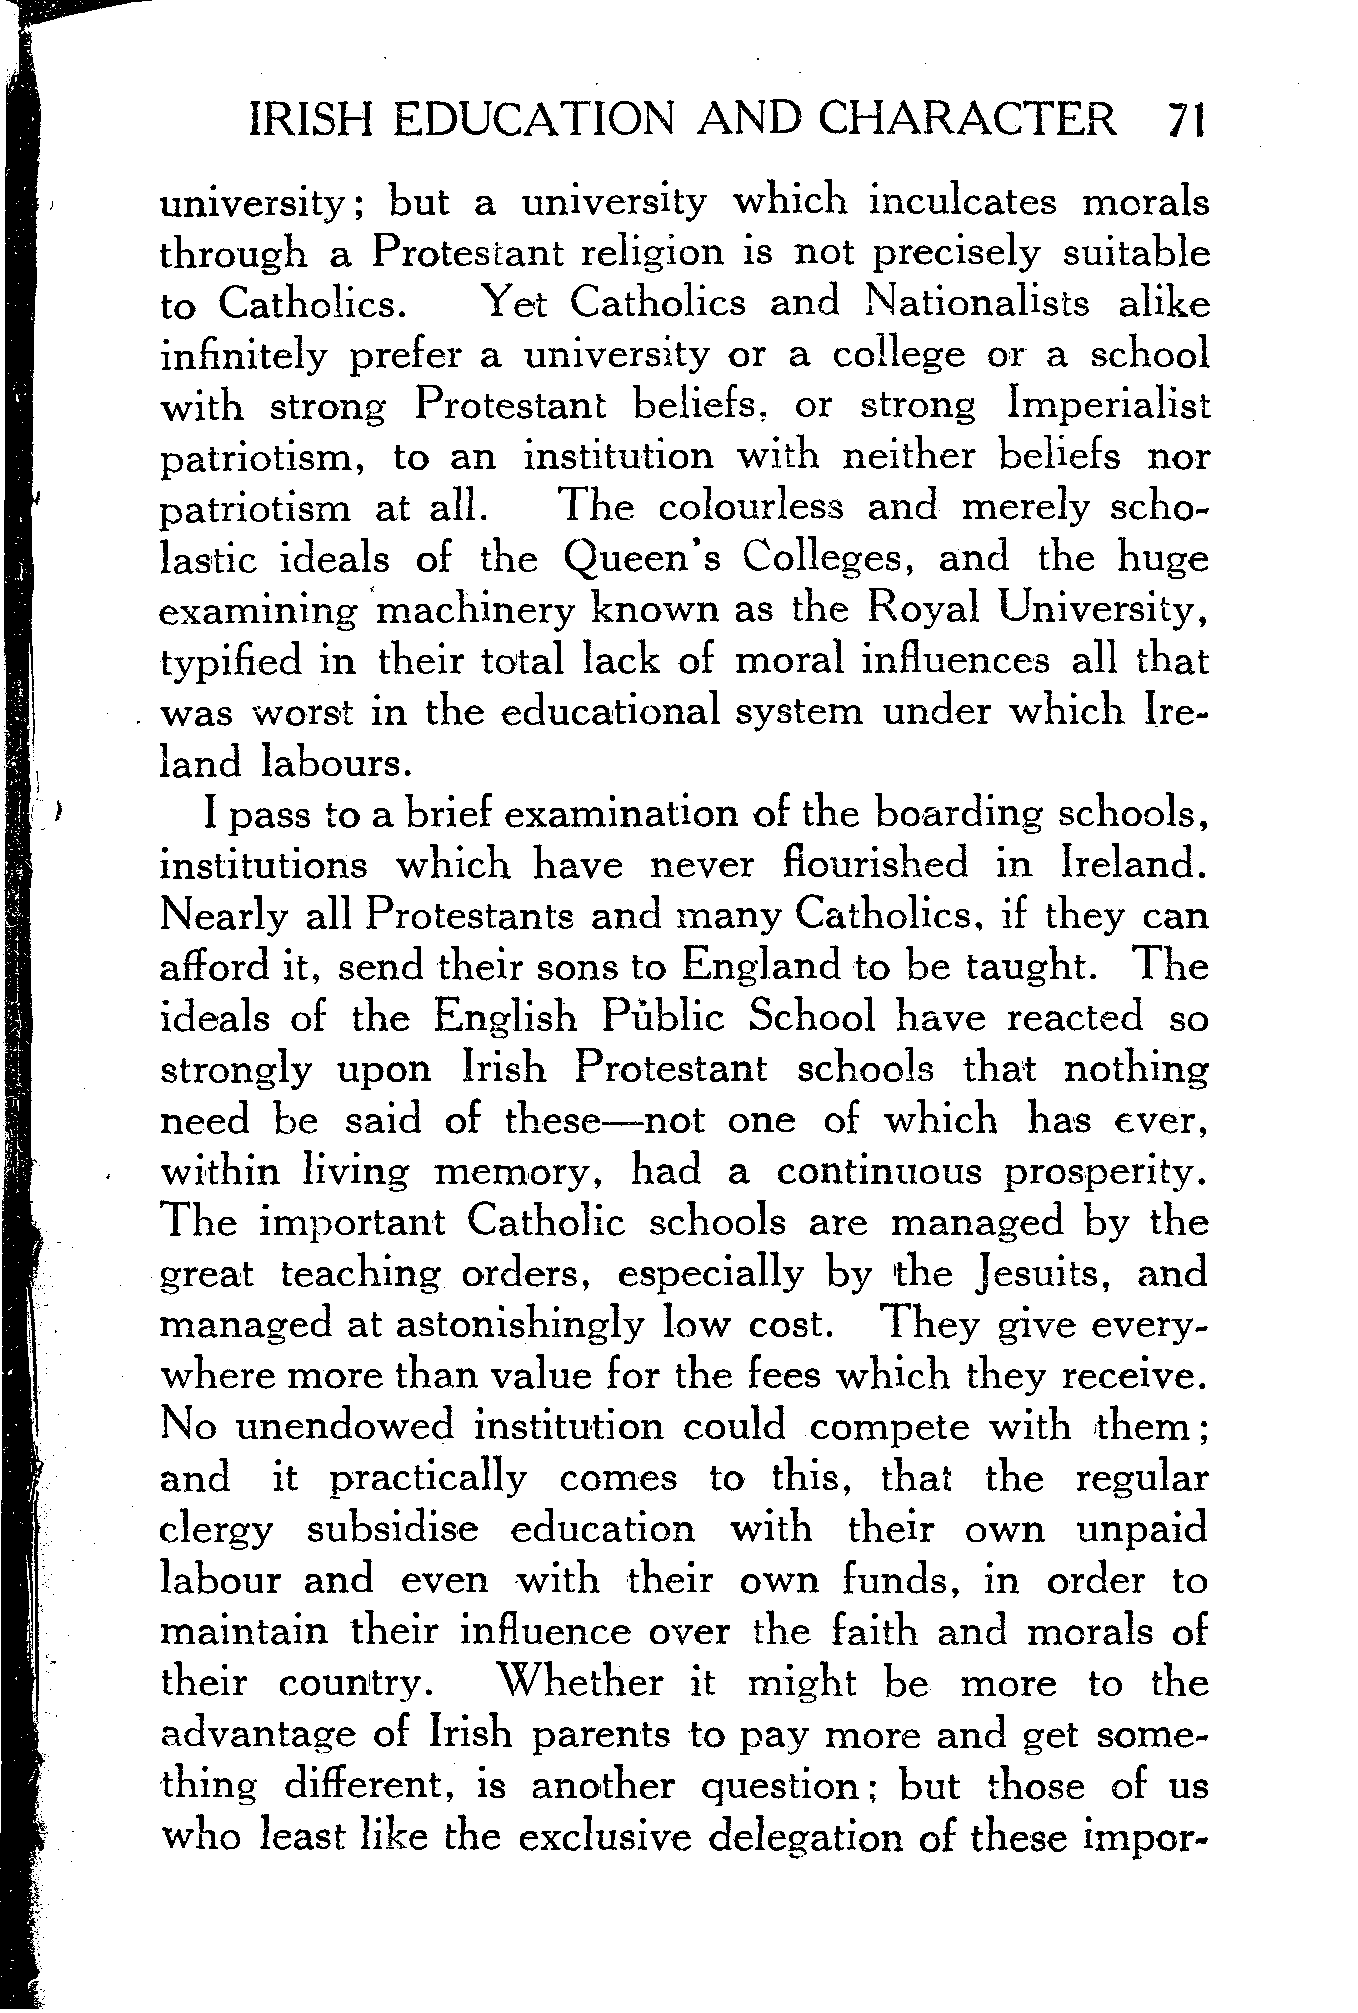 IRISH EDUCATION AND CHARACTER 71
university; but a university which inculcates morals
through a Protestant religion is not precisely suitable
to Catholics. Yet Catholics and Nationalists alike
infinitely prefer a university or a college or a school
with strong Protestant beliefs, or strong Imperialist
patriotism, to an institution with neither beliefs nor
patriotism at all. The colourless and merely scho-
lastic ideals of the Queen's Colleges, and the huge
examining machinery known as the Royal University,
typified in their total lack of moral influences all that
was worst in the educational system under which Ire-
land labours.
I pass to a brief examination of the boarding schools,
institutions which have never flourished in Ireland.
Nearly all Protestants and many Catholics, if they can
afford it, send their sons to England to be taught. The
ideals of the English Public School have reacted so
strongly upon Irish Protestant schools that nothing
need be said of these—not one of which has ever,
within living memory, had a continuous prosperity.
The important Catholic schools are managed by the
great teaching orders, especially by the Jesuits, and
managed at astonishingly low cost. They give every-
where more than value for the fees which they receive.
No unendowed institution could compete with them;
and it practically comes to this, that the regular
clergy subsidise education with their own unpaid
labour and even with their own funds, in order to
maintain their influence over the faith and morals of
their country. Whether it might be more to the
advantage of Irish parents to pay more and get some-
thing different, is another question; but those of us
who least like the exclusive delegation of these impor-